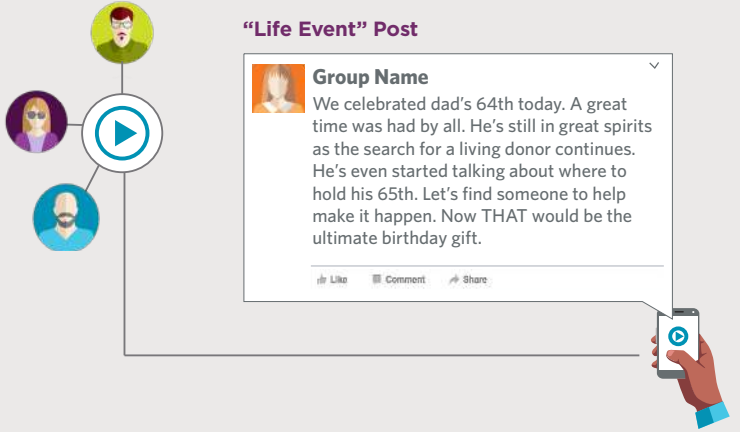 “Life Event” Post
Group Name
We celebrated dad’s 64th today. A great
time was had by all. He’s still in great spirits
as the search for a living donor continues.
He’s even started talking about where to
hold his 65th. Let’s find someone to help
make it happen. Now THAT would be the
ultimate birthday gift.
Like Comment Share